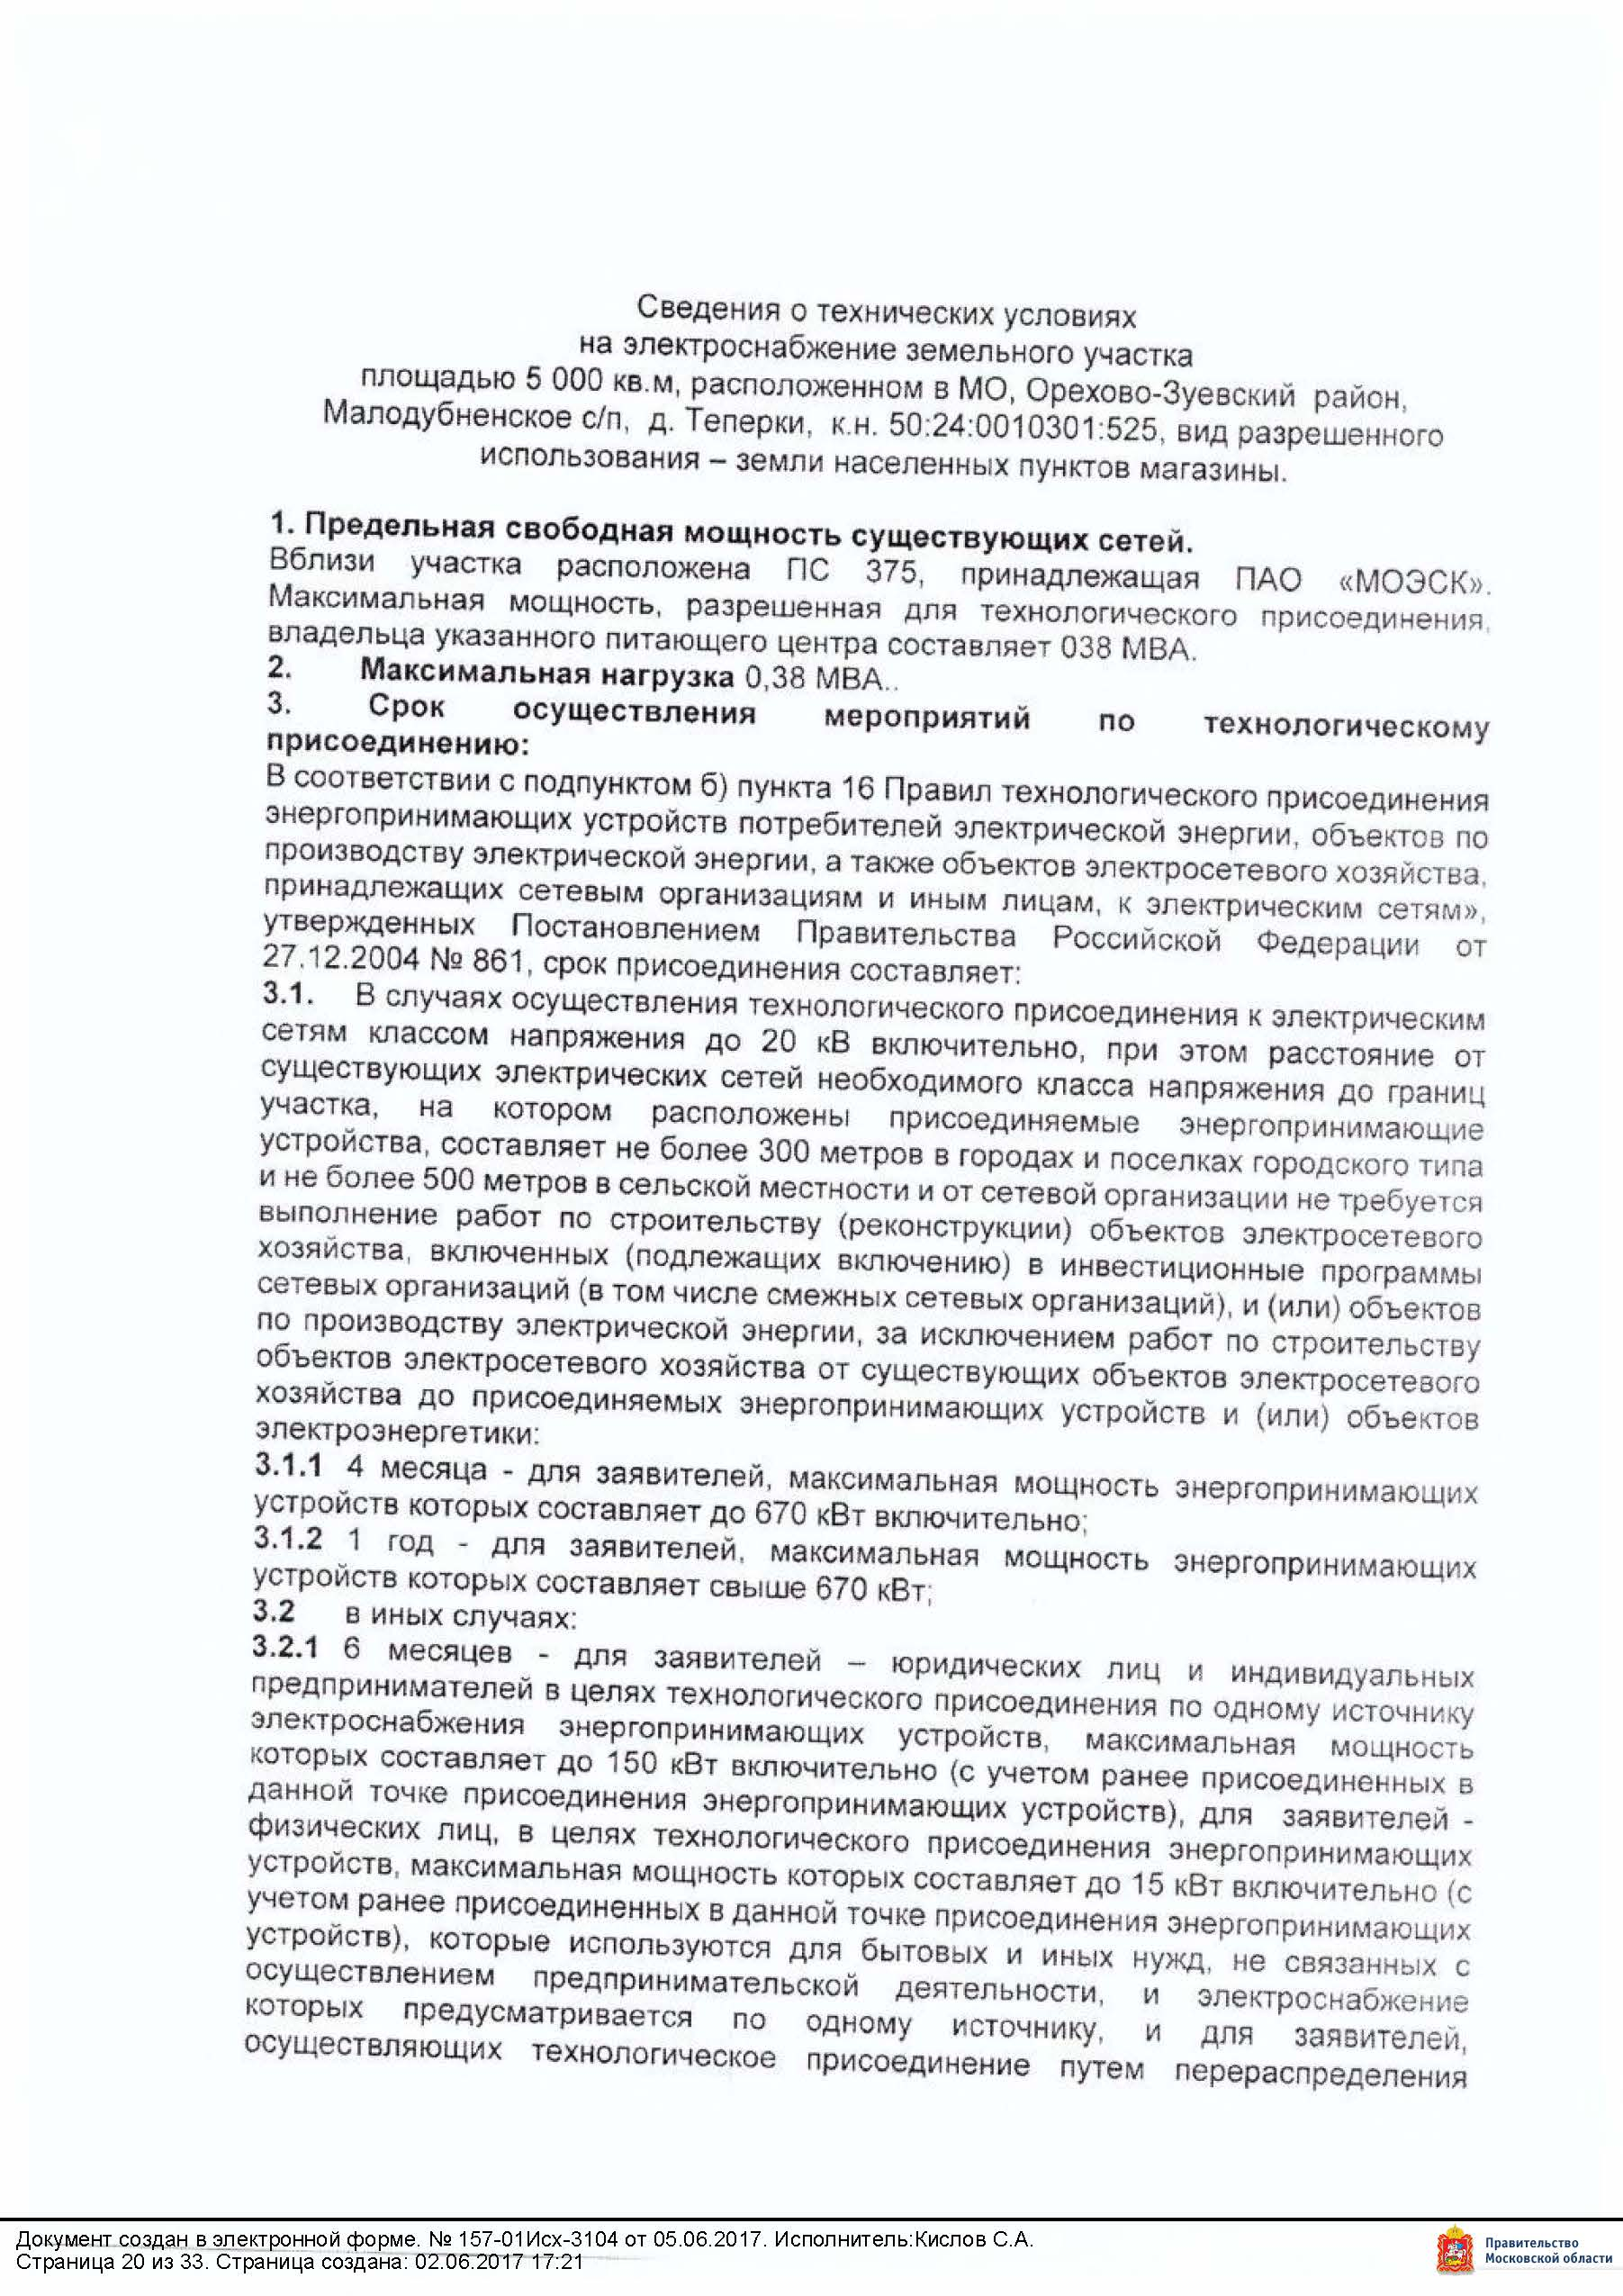 Сведения о технических условиях
на электроснабжение земельного участка
площадью 5 000 кв.м, расположенном в МО, Орехово-Зуевский район,
Малодубненское с/п, д. Теперки, к.н. 50:24:0010301:525, вид разрешенного
использования – земли населенных пунктов магазины.
1. Предельная свободная мощность существующих сетей.
Вблизи участка расположена ПС 375, принадлежащая ПАО «МОЭСК».
Максимальная мощность, разрешенная для технологического присоединения,
владельца указанного питающего центра составляет 038 МВА.
2. Максимальная нагрузка 0,38 МВА..
3. Срок осуществления мероприятий по технологическому
присоединению:
В соответствии с подпунктом б) пункта 16 Правил технологического присоединения
энергопринимающих устройств потребителей электрической энергии, объектов по
производству электрической энергии, а также объектов электросетевого хозяйства,
принадлежащих сетевым организациям и иным лицам, к электрическим сетям»,
утвержденных Постановлением Правительства Российской Федерации от
27.12.2004 № 861, срок присоединения составляет:
3.1. В случаях осуществления технологического присоединения к электрическим
сетям классом напряжения до 20 кВ включительно, при этом расстояние от
существующих электрических сетей необходимого класса напряжения до границ
участка, на котором расположены присоединяемые энергопринимающие
устройства, составляет не более 300 метров в городах и поселках городского типа
и не более 500 метров в сельской местности и от сетевой организации не требуется
выполнение работ по строительству (реконструкции) объектов электросетевого
хозяйства, включенных (подлежащих включению) в инвестиционные программы
сетевых организаций (в том числе смежных сетевых организаций), и (или) объектов
по производству электрической энергии, за исключением работ по строительству
объектов электросетевого хозяйства от существующих объектов электросетевого
хозяйства до присоединяемых энергопринимающих устройств и (или) объектов
электроэнергетики:
3.1.1 4 месяца - для заявителей, максимальная мощность энергопринимающих
устройств которых составляет до 670 кВт включительно;
3.1.2 1 год - для заявителей, максимальная мощность энергопринимающих
устройств которых составляет свыше 670 кВт;
3.2 в иных случаях:
3.2.1 6 месяцев - для заявителей – юридических лиц и индивидуальных
предпринимателей в целях технологического присоединения по одному источнику
электроснабжения энергопринимающих устройств, максимальная мощность
которых составляет до 150 кВт включительно (с учетом ранее присоединенных в
данной точке присоединения энергопринимающих устройств), для заявителей -
физических лиц, в целях технологического присоединения энергопринимающих
устройств, максимальная мощность которых составляет до 15 кВт включительно (с
учетом ранее присоединенных в данной точке присоединения энергопринимающих
устройств), которые используются для бытовых и иных нужд, не связанных с
осуществлением предпринимательской деятельности, и электроснабжение
которых предусматривается по одному источнику, и для заявителей,
осуществляющих технологическое присоединение путем перераспределения
Документ создан в электронной форме. № 157-01Исх-3104 от 05.06.2017. Исполнитель:Кислов С.А.
Страница 20 из 33. Страница создана: 02.06.2017 17:21
Правительство
Московской области